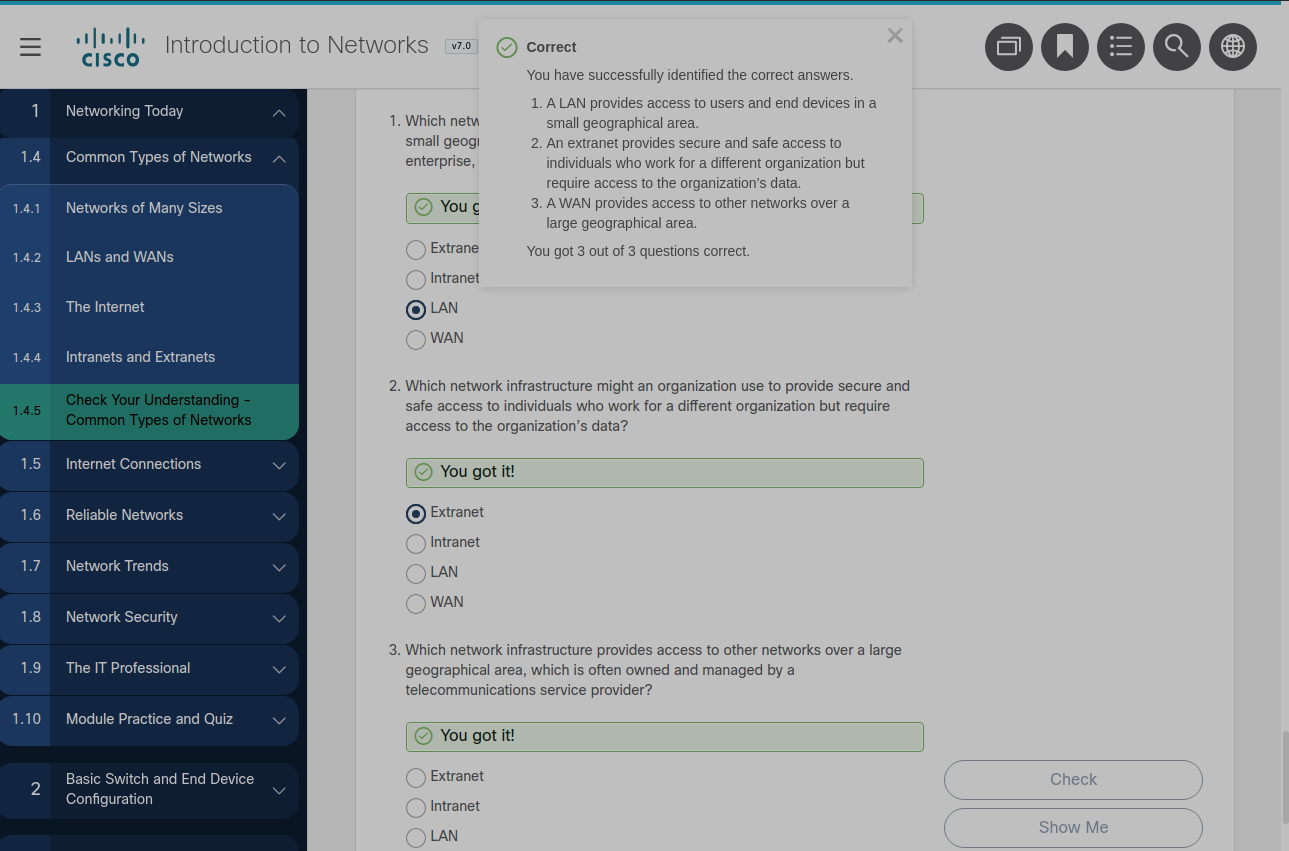 CISCO
Introduction to Networks
v7.0
Correct
You have successfully identified the correct answers.
1. A LAN provides access to users and end devices in a
small geographical area.
2. An extranet provides secure and safe access to
individuals who work for a different organization but
require access to the organization's data.
3. A WAN provides access to other networks over a
large geographical area.
You got 3 out of 3 questions correct.
1 Networking Today
1.4 Common Types of Networks
1.4.1 Networks of Many Sizes
1.4.2 LANs and WANs
1.4.3 The Internet
1.4.4 Intranets and Extranets
1.4.5 Check Your Understanding -
Common Types of Networks
1.5 Internet Connections
1.6 Reliable Networks
1.7 Network Trends
1.8 Network Security
1.9 The IT Professional
1.10 Module Practice and Quiz
2 Basic Switch and End Device
Configuration
1. Which netw
small geogr
enterprise,
You g
Extrane
Intranet
LAN
WAN
2. Which network infrastructure might an organization use to provide secure and
safe access to individuals who work for a different organization but require
access to the organization's data?
You got it!
Extranet
Intranet
LAN
WAN
3. Which network infrastructure provides access to other networks over a large
geographical area, which is often owned and managed by a
telecommunications service provider?
You got it!
Extranet
Intranet
LAN
Check
Show Me